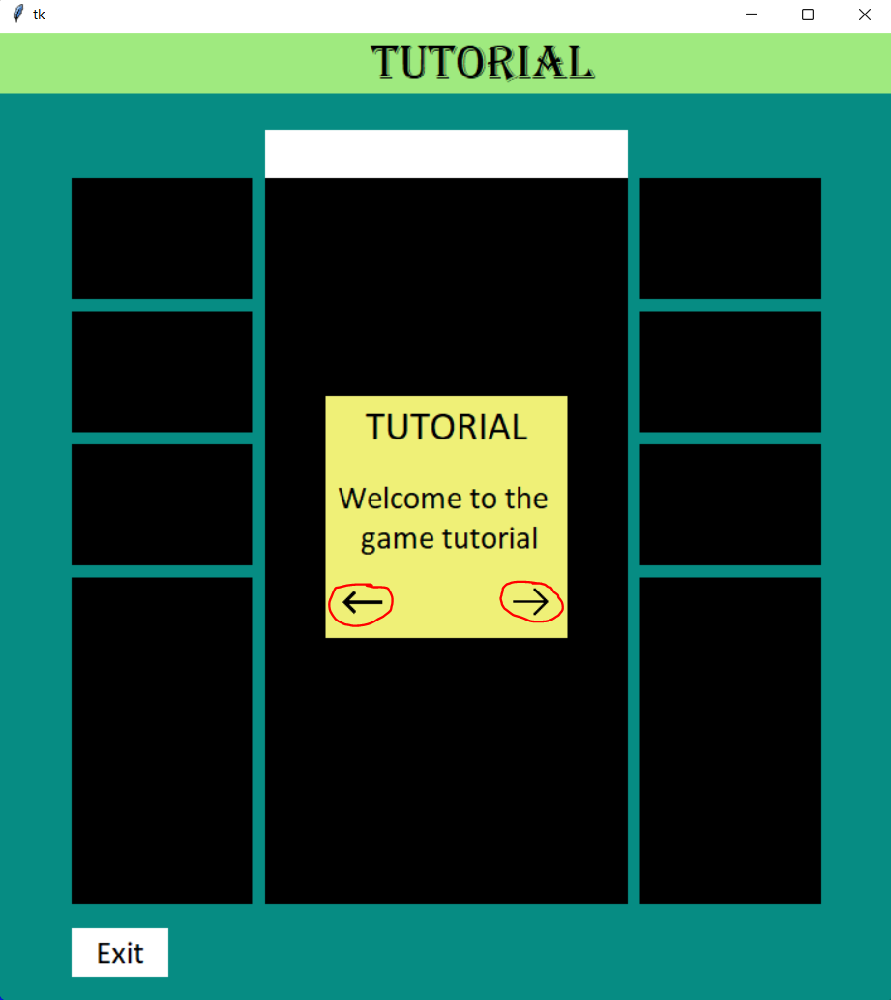 tk
TUTORIAL
TUTORIAL
Welcome to the
game tutorial
← →
Exit